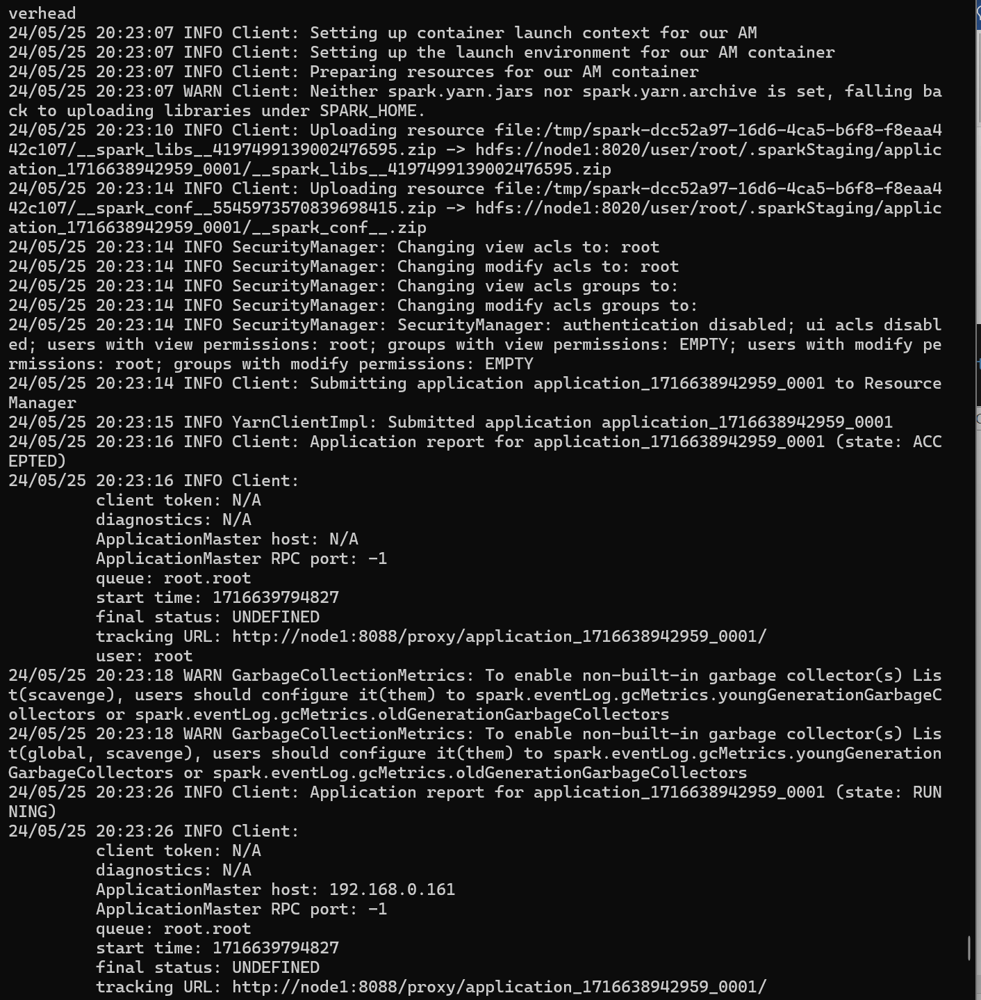 verhead
24/05/25 20:23:07 INFO Client: Setting up container launch context for our AM
24/05/25 20:23:07 INFO Client: Setting up the launch environment for our AM container
24/05/25 20:23:07 INFO Client: Preparing resources for our AM container
24/05/25 20:23:07 WARN Client: Neither spark.yarn.jars nor spark.yarn.archive is set, falling ba
ck to uploading libraries under SPARK_HOME.
24/05/25 20:23:10 INFO Client: Uploading resource file:/tmp/spark-dcc52a97-16d6-4ca5-b6f8-f8eaa4
42c107/__spark_libs__4197499139002476595.zip -> hdfs://node1:8020/user/root/.sparkStaging/applic
ation_1716638942959_0001/__spark_libs__4197499139002476595.zip
24/05/25 20:23:14 INFO Client: Uploading resource file:/tmp/spark-dcc52a97-16d6-4ca5-b6f8-f8eaa4
42c107/__spark_conf__5545973570839698415.zip -> hdfs://node1:8020/user/root/.sparkStaging/applic
ation_1716638942959_0001/__spark_conf__.zip
24/05/25 20:23:14 INFO SecurityManager: Changing view acls to: root
24/05/25 20:23:14 INFO SecurityManager: Changing modify acls to: root
24/05/25 20:23:14 INFO SecurityManager: Changing view acls groups to:
24/05/25 20:23:14 INFO SecurityManager: Changing modify acls groups to:
24/05/25 20:23:14 INFO SecurityManager: SecurityManager: authentication disabled; ui acls disabl
ed; users with view permissions: root; groups with view permissions: EMPTY; users with modify pe
rmissions: root; groups with modify permissions: EMPTY
24/05/25 20:23:14 INFO Client: Submitting application application_1716638942959_0001 to Resource
Manager
24/05/25 20:23:15 INFO YarnClientImpl: Submitted application application_1716638942959_0001
24/05/25 20:23:16 INFO Client: Application report for application_1716638942959_0001 (state: ACC
EPTED)
24/05/25 20:23:16 INFO Client:
client token: N/A
diagnostics: N/A
ApplicationMaster host: N/A
ApplicationMaster RPC port: -1
queue: root.root
start time: 1716639794827
final status: UNDEFINED
tracking URL: http://node1:8088/proxy/application_1716638942959_0001/
user: root
24/05/25 20:23:18 WARN GarbageCollectionMetrics: To enable non-built-in garbage collector(s) Lis
t(scavenge), users should configure it(them) to spark.eventLog.gcMetrics.youngGenerationGarbageC
ollectors or spark.eventLog.gcMetrics.oldGenerationGarbageCollectors
24/05/25 20:23:18 WARN GarbageCollectionMetrics: To enable non-built-in garbage collector(s) Lis
t(global, scavenge), users should configure it(them) to spark.eventLog.gcMetrics.youngGeneration
GarbageCollectors or spark.eventLog.gcMetrics.oldGenerationGarbageCollectors
24/05/25 20:23:26 INFO Client: Application report for application_1716638942959_0001 (state: RUN
NING)
24/05/25 20:23:26 INFO Client:
client token: N/A
diagnostics: N/A
ApplicationMaster host: 192.168.0.161
ApplicationMaster RPC port: -1
queue: root.root
start time: 1716639794827
final status: UNDEFINED
tracking URL: http://node1:8088/proxy/application_1716638942959_0001/